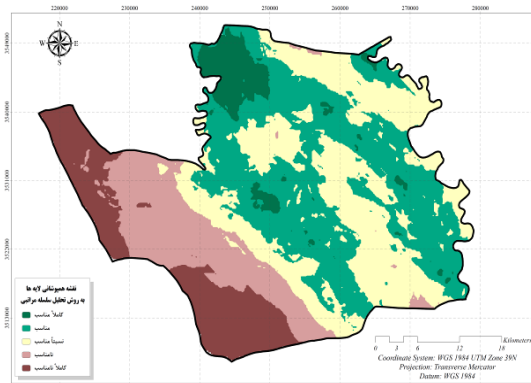 220000 230000 240000 250000 260000 270000 280000
N
W E
S
3549000
3540000
3531000
3522000
3513000
نقشه همپوشانی لایه ها
به روش تحلیل سلسله مراتبی
کاملاً مناسب
مناسب
نسبتاً مناسب
نامناسب
کاملاً نامناسب
Kilometers
0 3 6 12 18
Coordinate System: WGS 1984 UTM Zone 39N
Projection: Transverse Mercator
Datum: WGS 1984